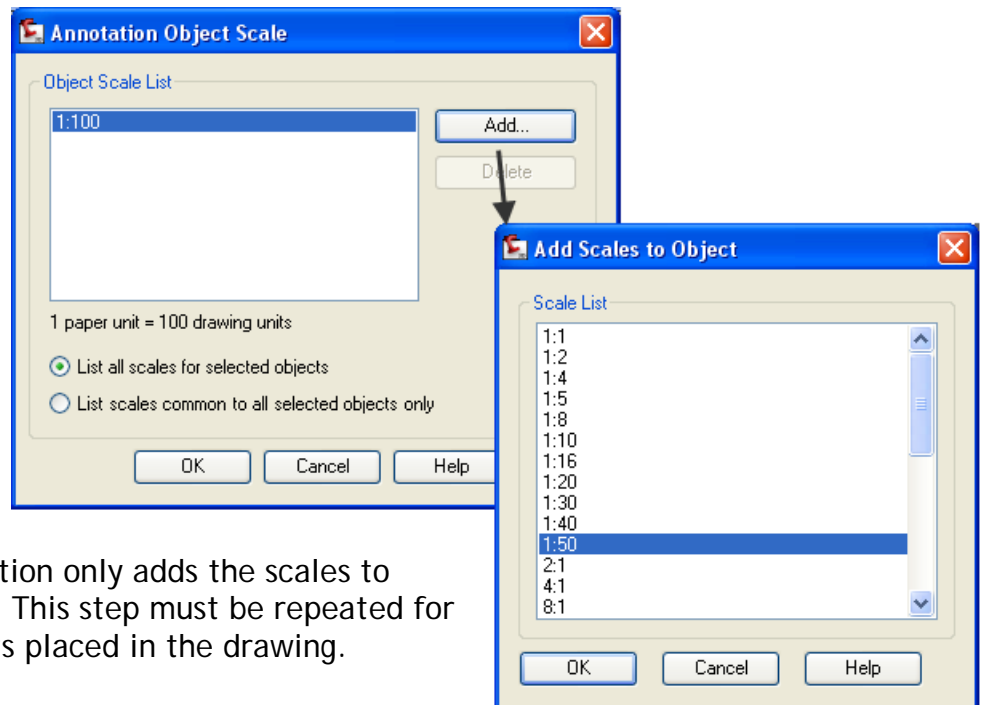 Annotation Object Scale
Object Scale List
1:100
Add...
Delete
1 paper unit = 100 drawing units
List all scales for selected objects
List scales common to all selected objects only
OK
Cancel
Help
Add Scales to Object
Scale List
1:1
1:2
1:4
1:5
1:8
1:10
1:16
1:20
1:30
1:40
1:50
2:1
4:1
8:1
OK
Cancel
Help
tion only adds the scales to
This step must be repeated for
s placed in the drawing.